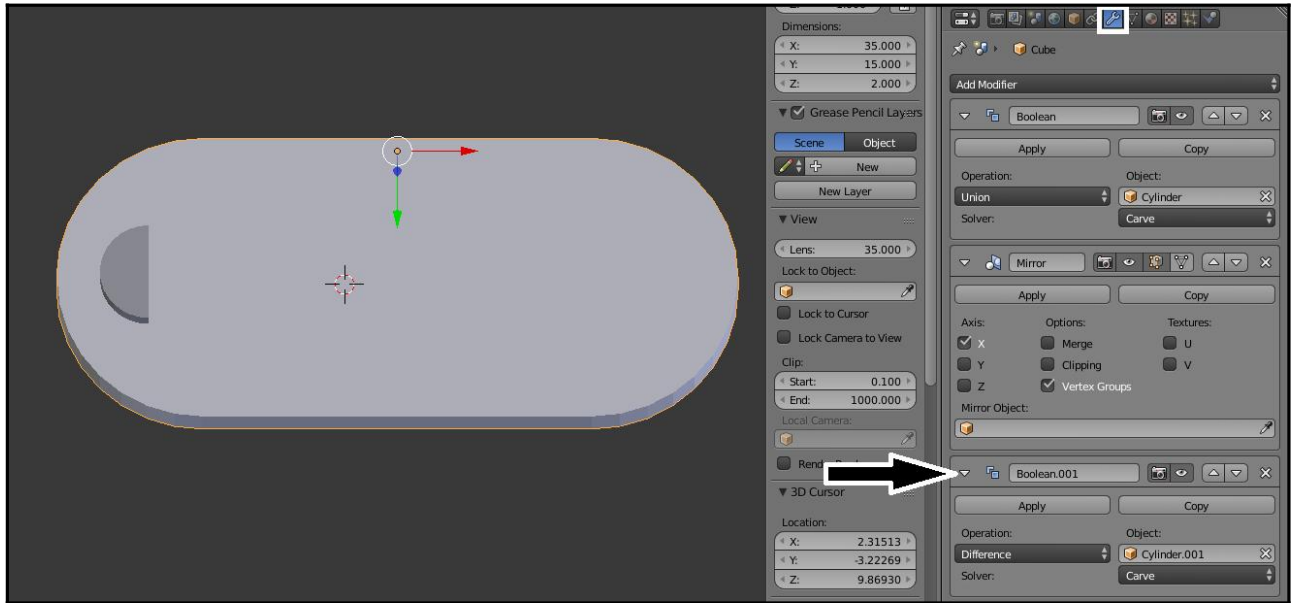 Dimensions:
X: 35.000
Y: 15.000
Z: 2.000
Grease Pencil Layers
Scene Object
New
New Layer
View
Lens: 35.000
Lock to Object:
Lock to Cursor
Lock Camera to View
Clip:
Start: 0.100
End: 1000.000
Local Camera:
3D Cursor
Location:
X: 2.31513
Y: -3.22269
Z: 9.86930
Cube
Add Modifier
Boolean
Apply Copy
Operation: Object:
Union Cylinder
Solver: Carve
Mirror
Apply Copy
Axis: Options: Textures:
X Merge U
Y Clipping V
Z Vertex Groups
Mirror Object:
Boolean.001
Apply Copy
Operation: Object:
Difference Cylinder.001
Solver: Carve